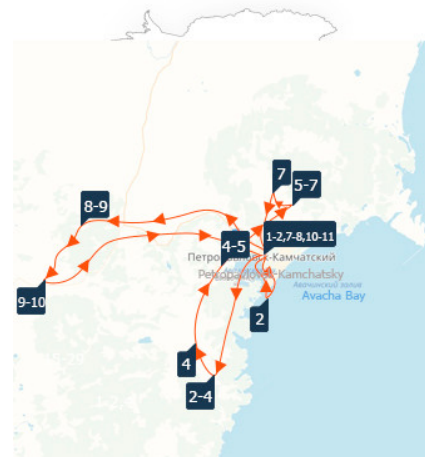 7
5-7
8-9
4-5
1-2,7-8,10-11
Петропавловск-Камчатский
Petropavlovsk-Kamchatsky
Авачинский залив
Avacha Bay
9-10
2
4
2-4